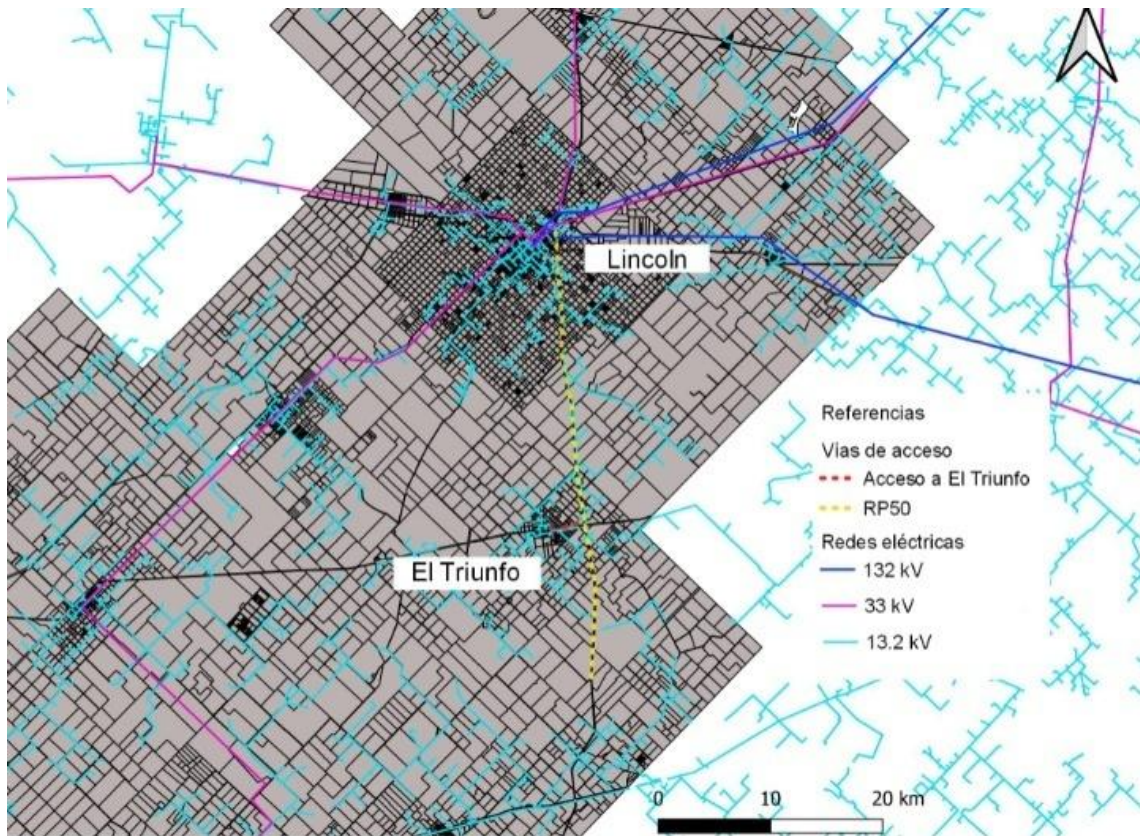 Lincoln
El Triunfo
Referencias
Vías de acceso
Acceso a El Triunfo
RP50
Redes eléctricas
132 kV
33 kV
13.2 kV
0 10 20 km